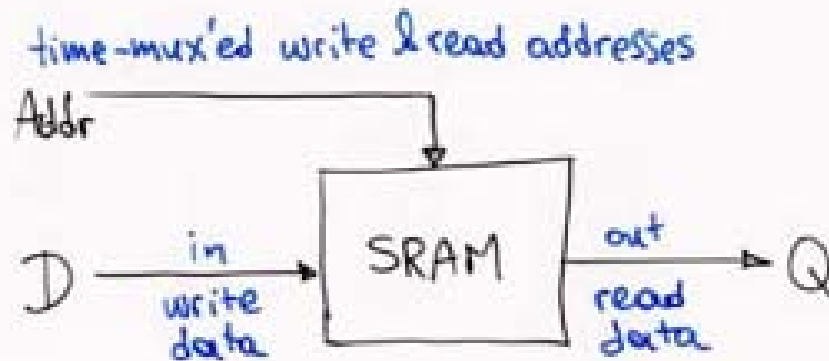 time-mux'ed write & read addresses
Addr
D
in
write
data
SRAM
out
read
data
Q